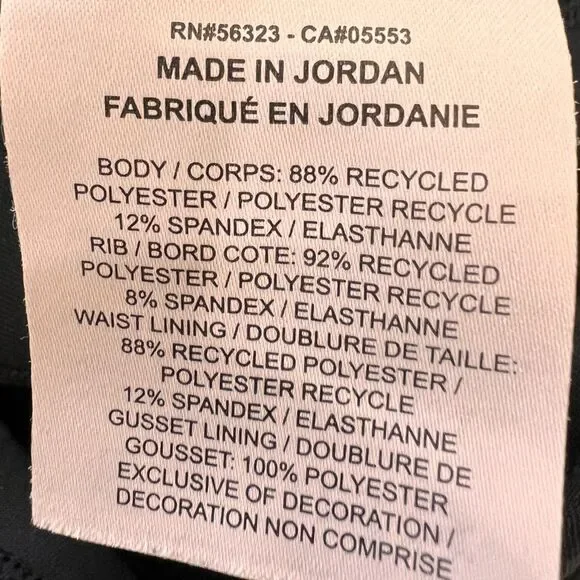 RN#56323 - CA#05553
MADE IN JORDAN
FABRIQUÉ EN JORDANIE
BODY / CORPS: 88% RECYCLED
POLYESTER / POLYESTER RECYCLE
12% SPANDEX / ELASTHANNE
RIB / BORD COTE: 92% RECYCLED
POLYESTER / POLYESTER RECYCLE
8% SPANDEX / ELASTHANNE
WAIST LINING / DOUBLURE DE TAILLE:
88% RECYCLED POLYESTER /
POLYESTER RECYCLE
12% SPANDEX / ELASTHANNE
GUSSET LINING / DOUBLURE DE
GOUSSET: 100% POLYESTER
EXCLUSIVE OF DECORATION /
DECORATION NON COMPRISE